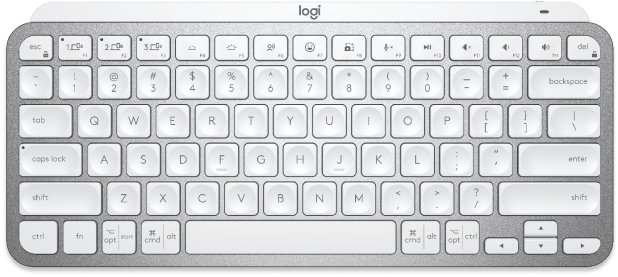 logi
esc 1 F1 2 F2 3 F3 F4 F5 F6 F7 F8 F9 F10 F11 F12 del
~ ` ! 1 @ 2 # 3 $ 4 % 5 ^ 6 & 7 * 8 ( 9 ) 0 — - + = backspace
tab Q W E R T Y U I O P { [ } ] | \
caps lock A S D F G H J K L : ; " ' enter
shift Z X C V B N M < , > . ? / shift
ctrl fn ⌥ opt start ⌘ cmd alt ⌘ cmd alt ⌥ opt ctrl ◄ ▲ ▼ ►